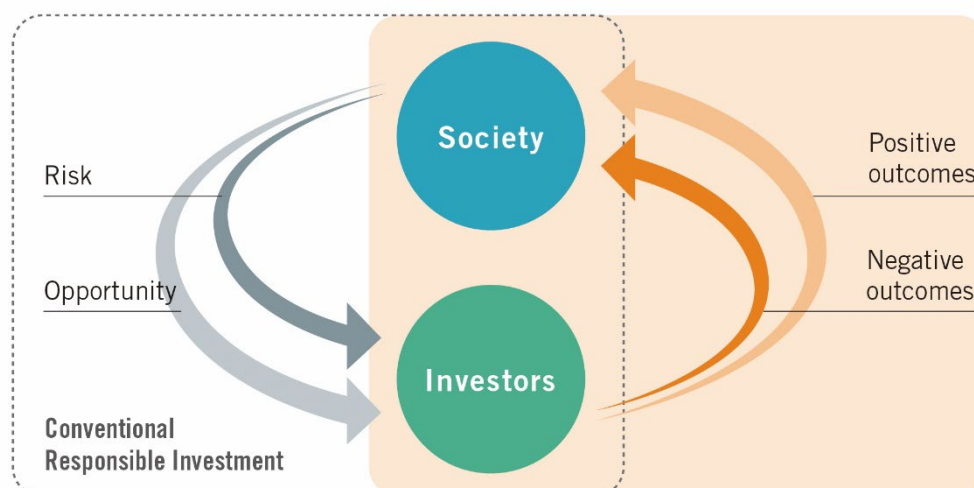 Society
Risk
Opportunity
Positive
outcomes
Negative
outcomes
Investors
Conventional
Responsible Investment